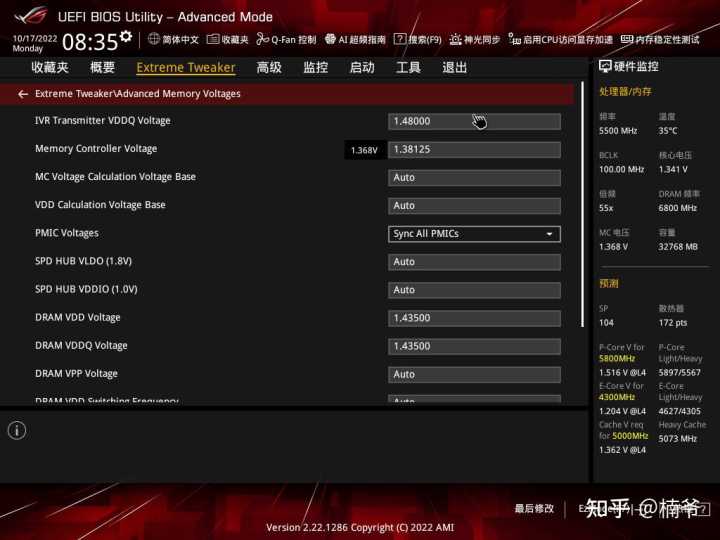 UEFI BIOS Utility – Advanced Mode
10/17/2022
Monday
08:35
简体中文
收藏夹
Q-Fan 控制
AI 超频指南
搜索(F9)
神光同步
启用CPU访问显存加速
内存稳定性测试
收藏夹 概要 Extreme Tweaker 高级 监控 启动 工具 退出
硬件监控
← Extreme Tweaker\Advanced Memory Voltages
IVR Transmitter VDDQ Voltage 1.48000
Memory Controller Voltage 1.368V 1.38125
MC Voltage Calculation Voltage Base Auto
VDD Calculation Voltage Base Auto
PMIC Voltages Sync All PMICs
SPD HUB VLDO (1.8V) Auto
SPD HUB VDDIO (1.0V) Auto
DRAM VDD Voltage 1.43500
DRAM VDDQ Voltage 1.43500
DRAM VPP Voltage Auto
DRAM VDD Switching Frequency Auto
处理器/内存
频率 温度
5500 MHz 35°C
BCLK 核心电压
100.00 MHz 1.341 V
倍频 DRAM 频率
55x 6800 MHz
MC 电压 容量
1.368 V 32768 MB
预测
SP 散热器
104 172 pts
P-Core V for P-Core
5800MHz Light/Heavy
1.516 V @L4 5897/5567
E-Core V for E-Core
4300MHz Light/Heavy
1.204 V @L4 4627/4305
Cache V req Heavy Cache
for 5000MHz 5073 MHz
1.362 V @L4
最后修改
知乎 @楠爷
Version 2.22.1286 Copyright (C) 2022 AMI